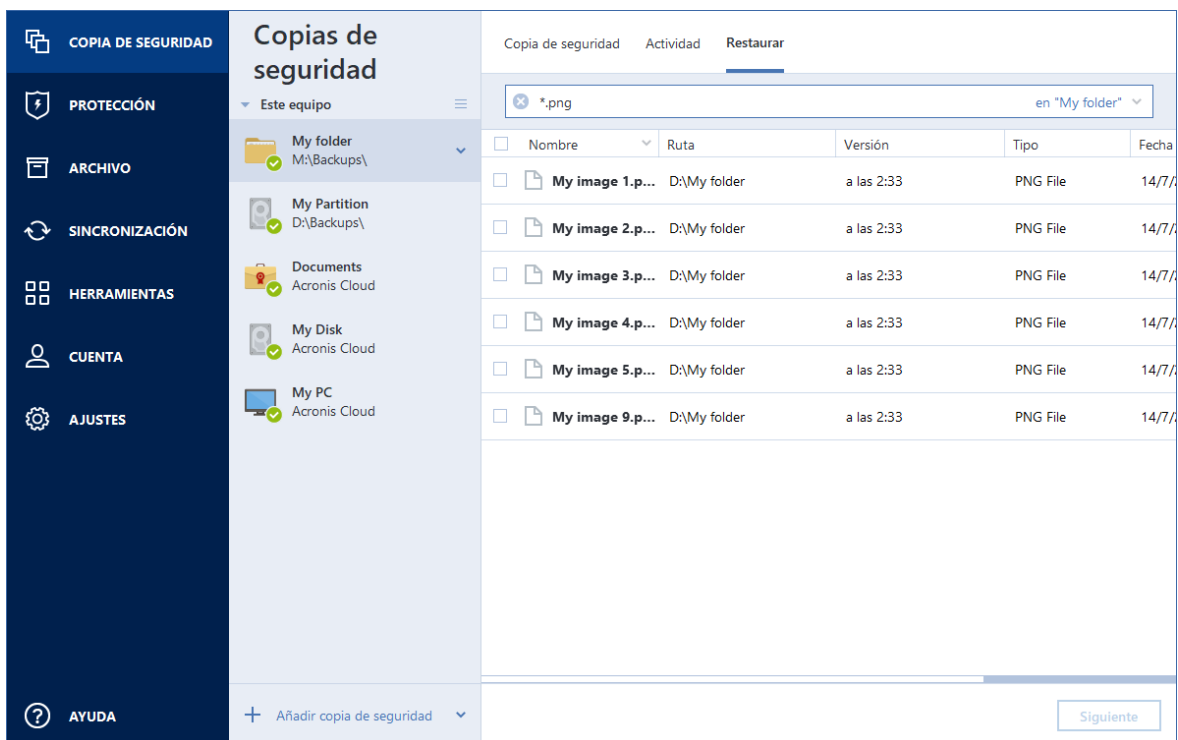 COPIA DE SEGURIDAD
PROTECCIÓN
ARCHIVO
SINCRONIZACIÓN
HERRAMIENTAS
CUENTA
AJUSTES
AYUDA
Copias de
seguridad
Este equipo
My folder
M:\Backups\
My Partition
D:\Backups\
Documents
Acronis Cloud
My Disk
Acronis Cloud
My PC
Acronis Cloud
Añadir copia de seguridad
Copia de seguridad Actividad Restaurar
*.png en "My folder"
Nombre Ruta Versión Tipo Fecha
My image 1.p... D:\My folder a las 2:33 PNG File 14/7/
My image 2.p... D:\My folder a las 2:33 PNG File 14/7/
My image 3.p... D:\My folder a las 2:33 PNG File 14/7/
My image 4.p... D:\My folder a las 2:33 PNG File 14/7/
My image 5.p... D:\My folder a las 2:33 PNG File 14/7/
My image 9.p... D:\My folder a las 2:33 PNG File 14/7/
Siguiente